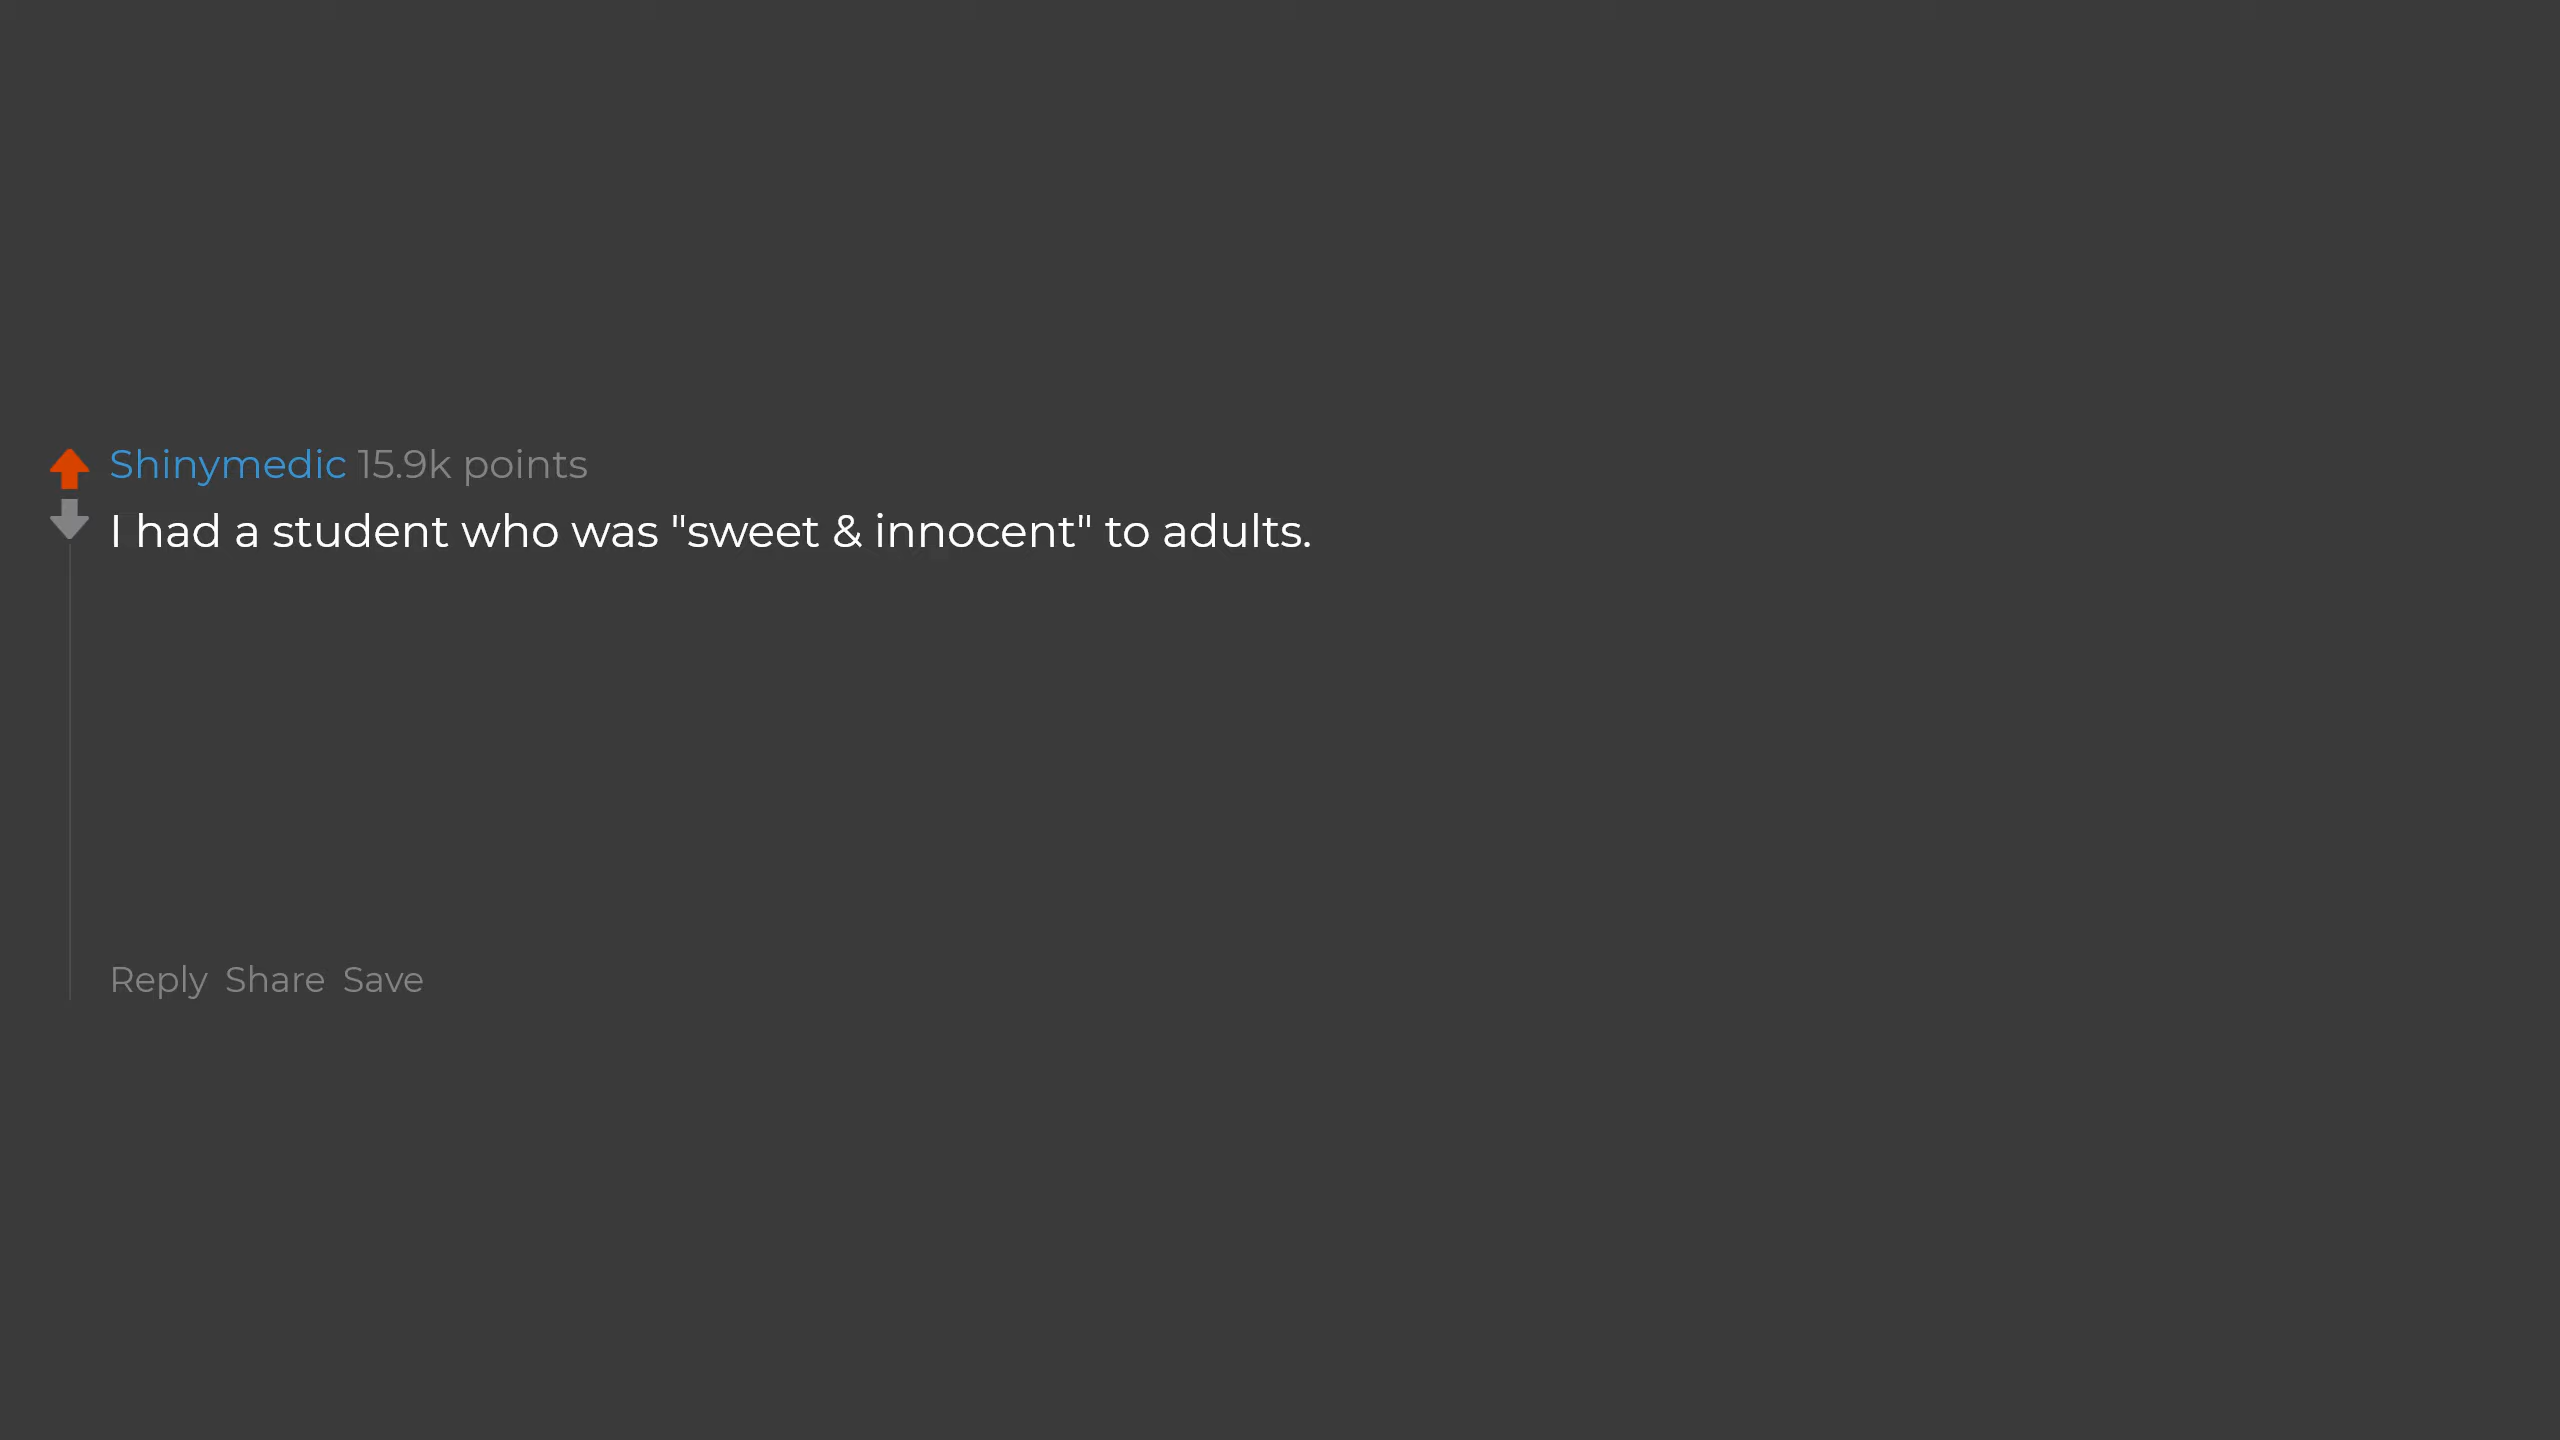 Shinymedic 15.9k points
I had a student who was "sweet & innocent" to adults.
Reply Share Save